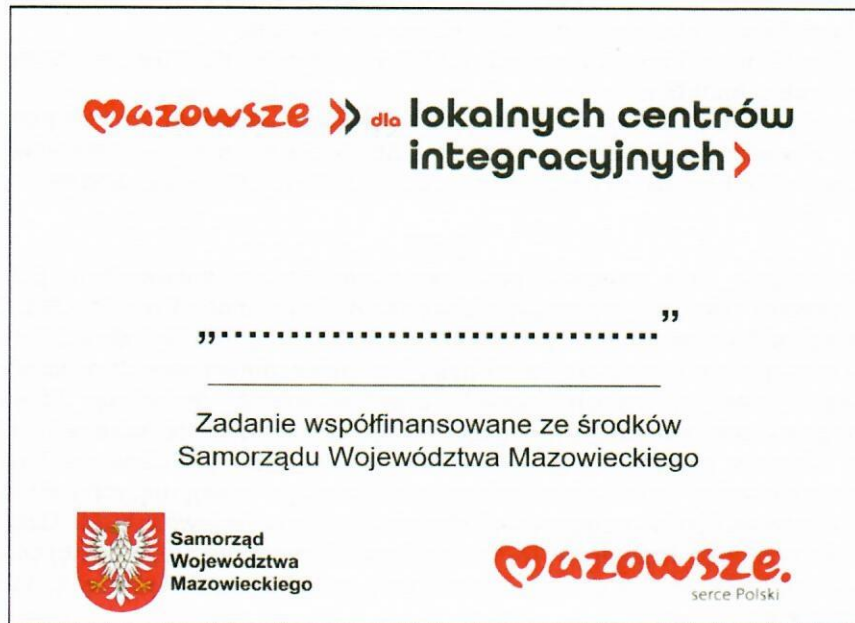 mazowsze >> dla lokalnych centrów
integracyjnych >
„....................................”
Zadanie współfinansowane ze środków
Samorządu Województwa Mazowieckiego
Samorząd
Województwa
Mazowieckiego
mazowsze.
serce Polski